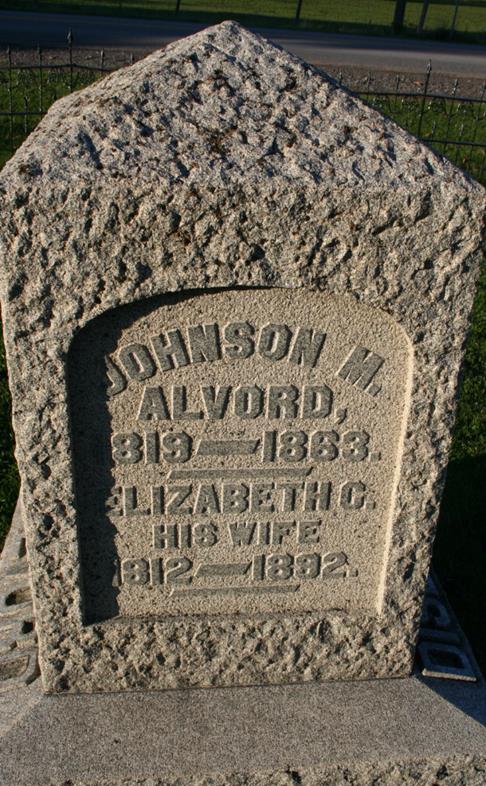 JOHNSON M.
ALVORD,
1819 — 1863.
ELIZABETH C.
HIS WIFE
1812 — 1892.